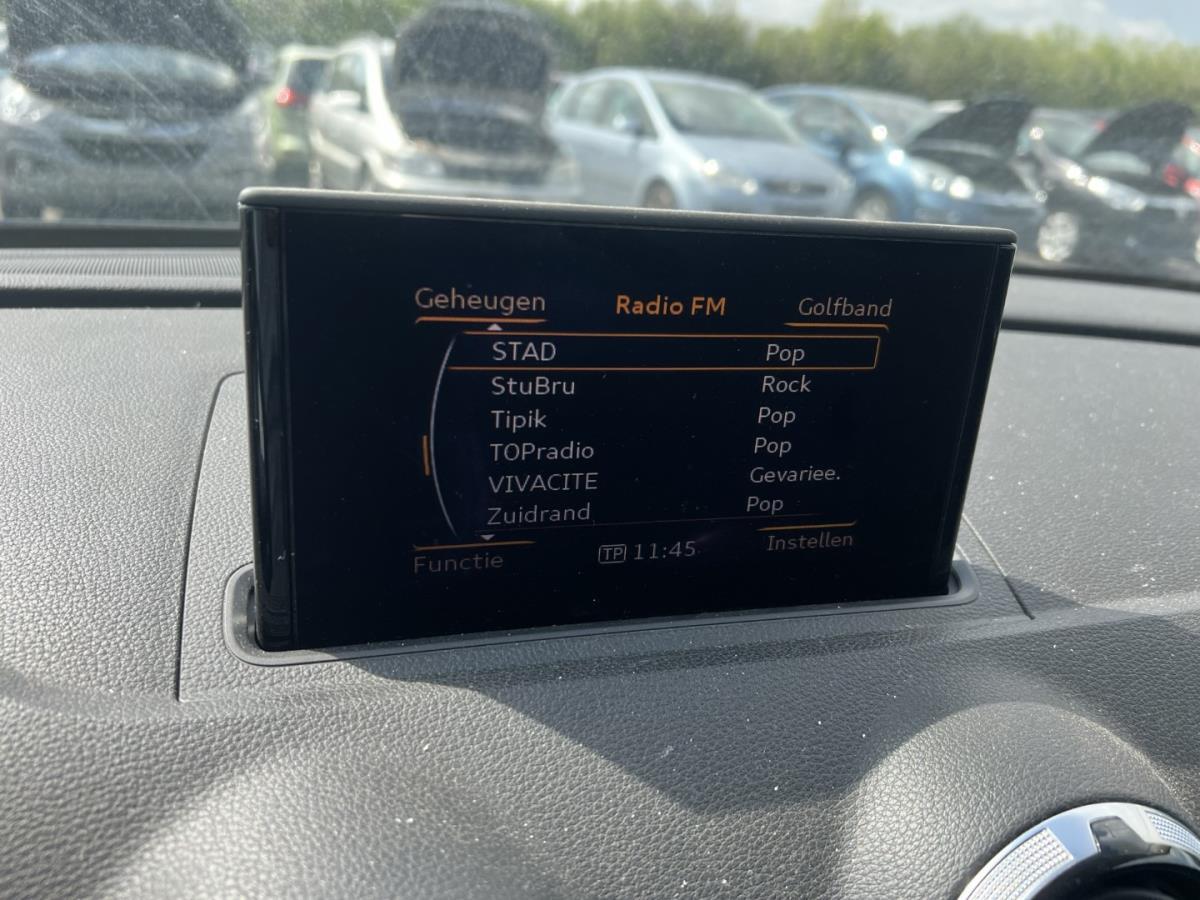 Geheugen Radio FM Golfband
STAD Pop
StuBru Rock
Tipik Pop
TOPradio Pop
VIVACITE Gevariee.
Zuidrand Pop
Functie TP 11:45 Instellen